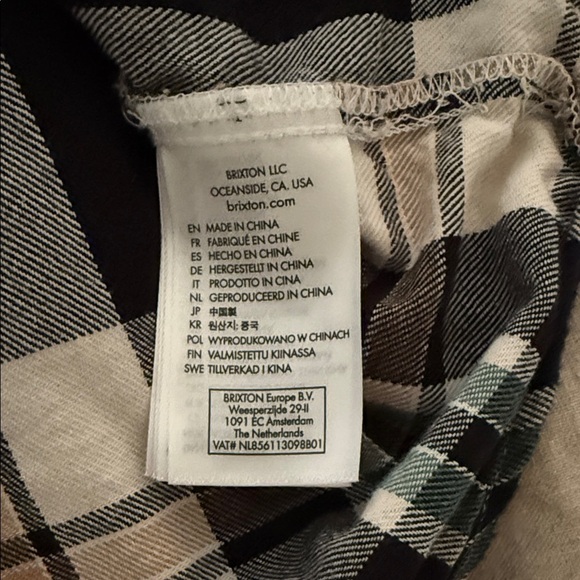 BRIXTON LLC
OCEANSIDE, CA, USA
brixton.com
EN MADE IN CHINA
FR FABRIQUÉ EN CHINE
ES HECHO EN CHINA
DE HERGESTELLT IN CHINA
IT PRODOTTO IN CINA
NL GEPRODUCEERD IN CHINA
JP 中国製
KR 원산지: 중국
POL WYPRODUKOWANO W CHINACH
FIN VALMISTETTU KIINASSA
SWE TILLVERKAD I KINA
BRIXTON Europe B.V.
Weesperzijde 29-II
1091 EC Amsterdam
The Netherlands
VAT# NL856113098B01